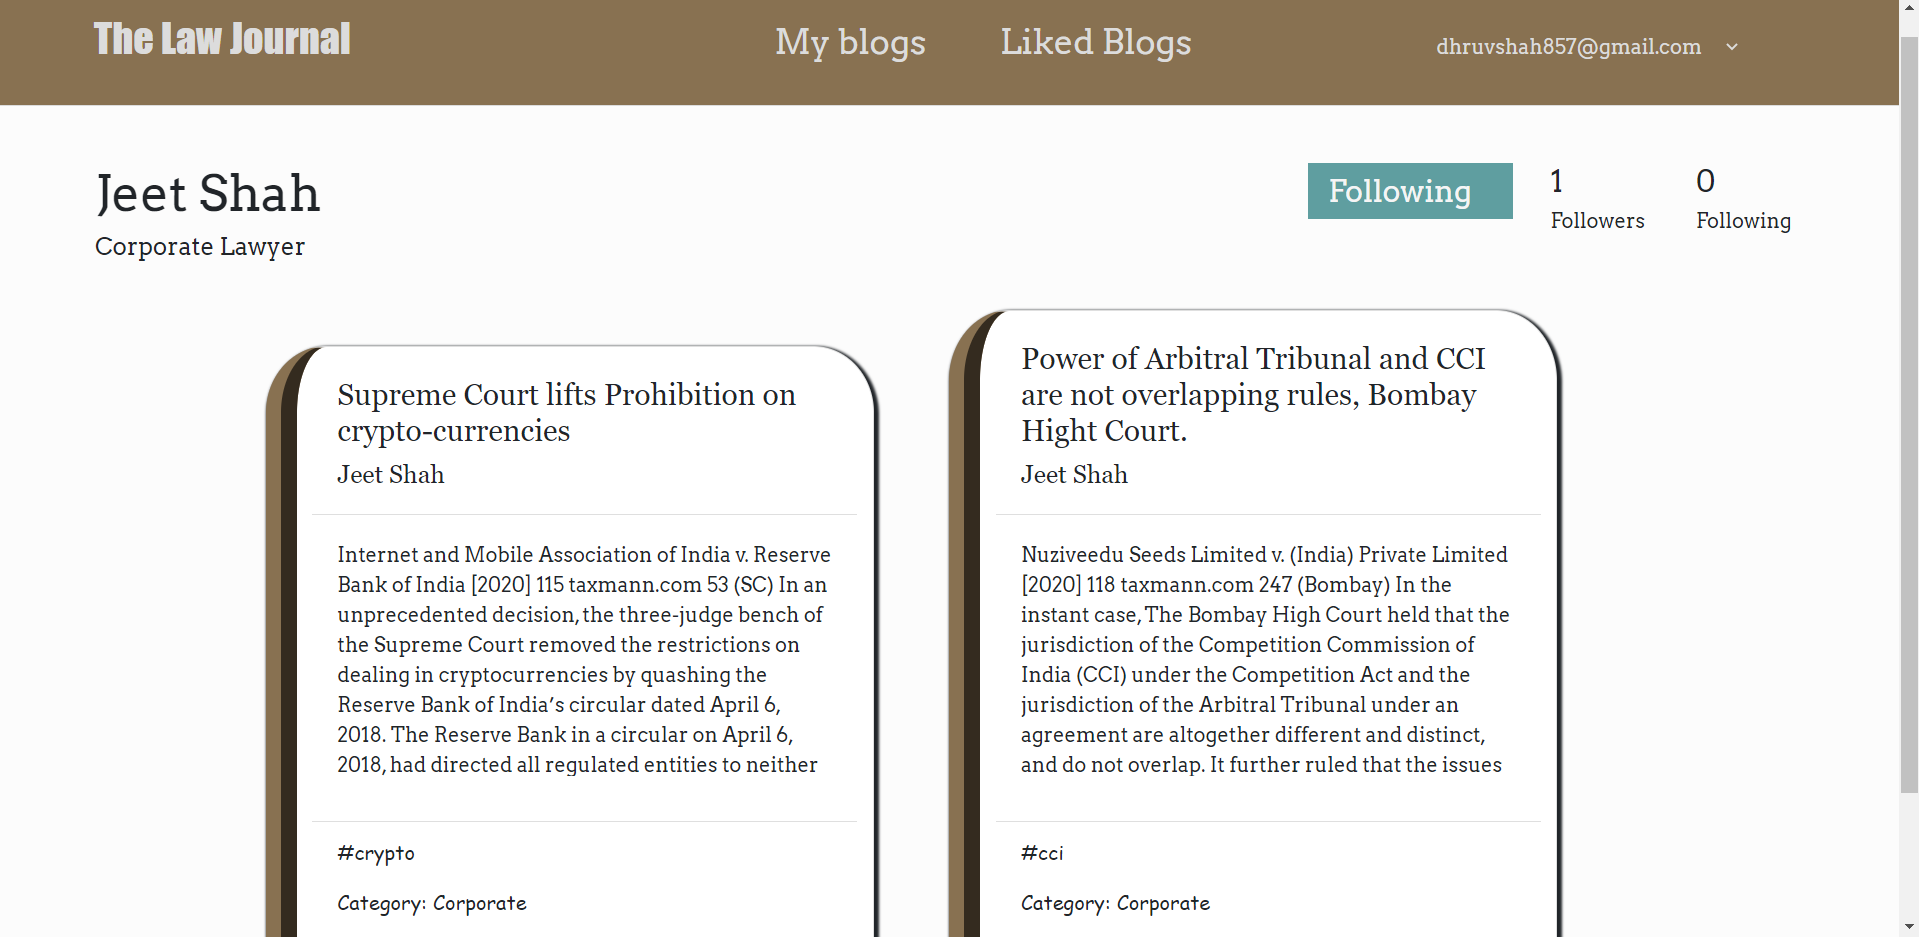 The Law Journal
My blogs
Liked Blogs
dhruvshah857@gmail.com
Jeet Shah
Corporate Lawyer
Following
1
Followers
0
Following
Supreme Court lifts Prohibition on
crypto-currencies
Jeet Shah
Internet and Mobile Association of India v. Reserve
Bank of India [2020] 115 taxmann.com 53 (SC) In an
unprecedented decision, the three-judge bench of
the Supreme Court removed the restrictions on
dealing in cryptocurrencies by quashing the
Reserve Bank of India’s circular dated April 6,
2018. The Reserve Bank in a circular on April 6,
2018, had directed all regulated entities to neither
#crypto
Category: Corporate
Power of Arbitral Tribunal and CCI
are not overlapping rules, Bombay
Hight Court.
Jeet Shah
Nuziveedu Seeds Limited v. (India) Private Limited
[2020] 118 taxmann.com 247 (Bombay) In the
instant case, The Bombay High Court held that the
jurisdiction of the Competition Commission of
India (CCI) under the Competition Act and the
jurisdiction of the Arbitral Tribunal under an
agreement are altogether different and distinct,
and do not overlap. It further ruled that the issues
#cci
Category: Corporate